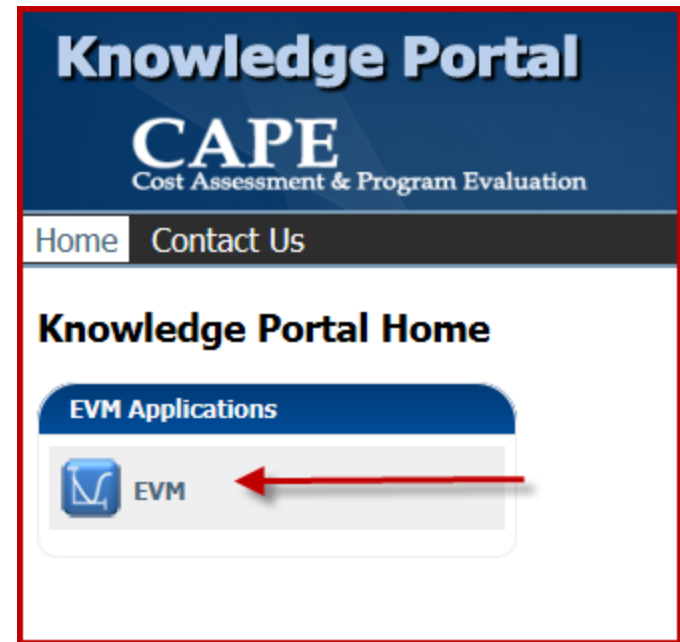 Knowledge Portal
CAPE
Cost Assessment & Program Evaluation
Home Contact Us
Knowledge Portal Home
EVM Applications
EVM